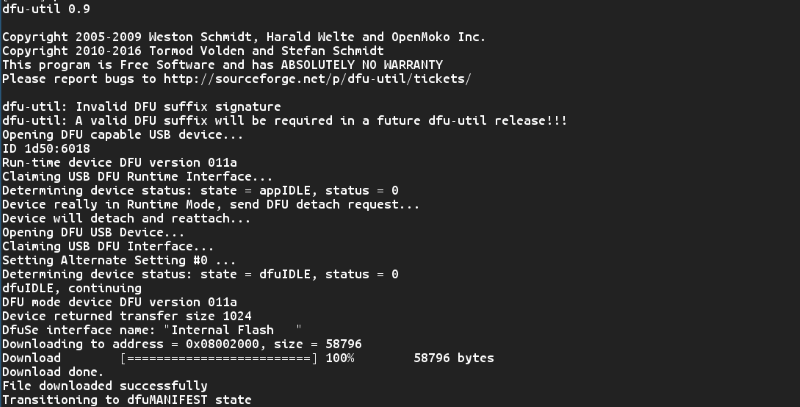 dfu-util 0.9
Copyright 2005-2009 Weston Schmidt, Harald Welte and OpenMoko Inc.
Copyright 2010-2016 Tormod Volden and Stefan Schmidt
This program is Free Software and has ABSOLUTELY NO WARRANTY
Please report bugs to http://sourceforge.net/p/dfu-util/tickets/
dfu-util: Invalid DFU suffix signature
dfu-util: A valid DFU suffix will be required in a future dfu-util release!!!
Opening DFU capable USB device...
ID 1d50:6018
Run-time device DFU version 011a
Claiming USB DFU Runtime Interface...
Determining device status: state = appIDLE, status = 0
Device really in Runtime Mode, send DFU detach request...
Device will detach and reattach...
Opening DFU USB Device...
Claiming USB DFU Interface...
Setting Alternate Setting #0 ...
Determining device status: state = dfuIDLE, status = 0
dfuIDLE, continuing
DFU mode device DFU version 011a
Device returned transfer size 1024
DfuSe interface name: "Internal Flash   "
Downloading to address = 0x08002000, size = 58796
Download        [=========================] 100%        58796 bytes
Download done.
File downloaded successfully
Transitioning to dfuMANIFEST state